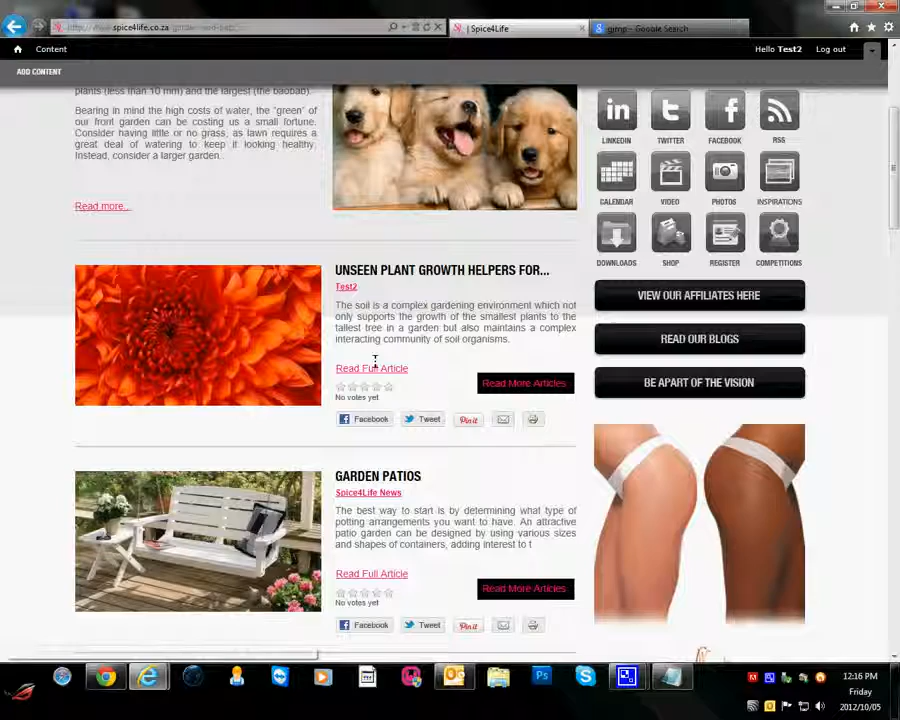 spice4life.co.za
| Spice4Life
gimp - Google Search
Content
Hello Test2
Log out
ADD CONTENT
plants (less than 10 mm) and the largest (the baobab).
Bearing in mind the high costs of water, the "green" of
our front garden can be costing us a small fortune.
Consider having little or no grass, as lawn requires a
great deal of watering to keep it looking healthy.
Instead, consider a larger garden..
Read more...
LINKEDIN
TWITTER
FACEBOOK
RSS
CALENDAR
VIDEO
PHOTOS
INSPIRATIONS
DOWNLOADS
SHOP
REGISTER
COMPETITIONS
VIEW OUR AFFILIATES HERE
READ OUR BLOGS
BE APART OF THE VISION
UNSEEN PLANT GROWTH HELPERS FOR...
Test2
The soil is a complex gardening environment which not
only supports the growth of the smallest plants to the
tallest tree in a garden but also maintains a complex
interacting community of soil organisms.
Read Full Article
No votes yet
Read More Articles
Facebook
Tweet
Pin it
GARDEN PATIOS
Spice4Life News
The best way to start is by determining what type of
potting arrangements you want to have. An attractive
patio garden can be designed by using various sizes
and shapes of containers, adding interest to t
Read Full Article
No votes yet
Read More Articles
Facebook
Tweet
Pin it
12:16 PM
Friday
2012/10/05